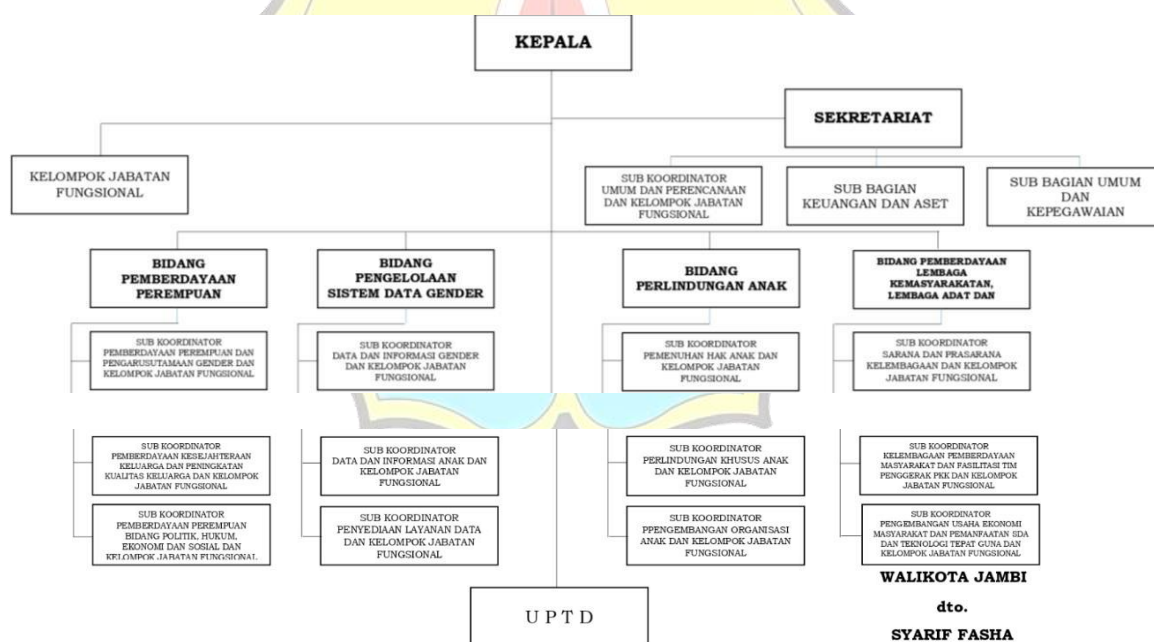 KEPALA
SEKRETARIAT
KELOMPOK JABATAN
FUNGSIONAL
SUB KOORDINATOR
UMUM DAN PERENCANAAN
DAN KELOMPOK JABATAN
FUNGSIONAL
SUB BAGIAN
KEUANGAN DAN ASET
SUB BAGIAN UMUM
DAN
KEPEGAWAIAN
BIDANG
PEMBERDAYAAN
PEREMPUAN
BIDANG
PENGELOLAAN
SISTEM DATA GENDER
BIDANG
PERLINDUNGAN ANAK
BIDANG PEMBERDAYAAN
LEMBAGA
KEMASYARAKATAN,
LEMBAGA ADAT DAN
SUB KOORDINATOR
PEMBERDAYAAN PEREMPUAN DAN
PENGARUSUTAMAAN GENDER DAN
KELOMPOK JABATAN FUNGSIONAL
SUB KOORDINATOR
DATA DAN INFORMASI GENDER
DAN KELOMPOK JABATAN
FUNGSIONAL
SUB KOORDINATOR
PEMENUHAN HAK ANAK DAN
KELOMPOK JABATAN
FUNGSIONAL
SUB KOORDINATOR
SARANA DAN PRASARANA
KELEMBAGAAN DAN KELOMPOK
JABATAN FUNGSIONAL
SUB KOORDINATOR
PEMBERDAYAAN KESEJAHTERAAN
KELUARGA DAN PENINGKATAN
KUALITAS KELUARGA DAN KELOMPOK
JABATAN FUNGSIONAL
SUB KOORDINATOR
DATA DAN INFORMASI ANAK DAN
KELOMPOK JABATAN
FUNGSIONAL
SUB KOORDINATOR
PERLINDUNGAN KHUSUS ANAK
DAN KELOMPOK JABATAN
FUNGSIONAL
SUB KOORDINATOR
KELEMBAGAAN PEMBERDAYAAN
MASYARAKAT DAN FASILITASI TIM
PENGGERAK PKK DAN KELOMPOK
JABATAN FUNGSIONAL
SUB KOORDINATOR
PEMBERDAYAAN PEREMPUAN
BIDANG POLITIK, HUKUM,
EKONOMI DAN SOSIAL DAN
KELOMPOK JABATAN FUNGSIONAL
SUB KOORDINATOR
PENYEDIAAN LAYANAN DATA
DAN KELOMPOK JABATAN
FUNGSIONAL
SUB KOORDINATOR
PPENGEMBANGAN ORGANISASI
ANAK DAN KELOMPOK JABATAN
FUNGSIONAL
SUB KOORDINATOR
PENGEMBANGAN USAHA EKONOMI
MASYARAKAT DAN PEMANFAATAN SDA
DAN TEKNOLOGI TEPAT GUNA DAN
KELOMPOK JABATAN FUNGSIONAL
U P T D
WALIKOTA JAMBI
dto.
SYARIF FASHA